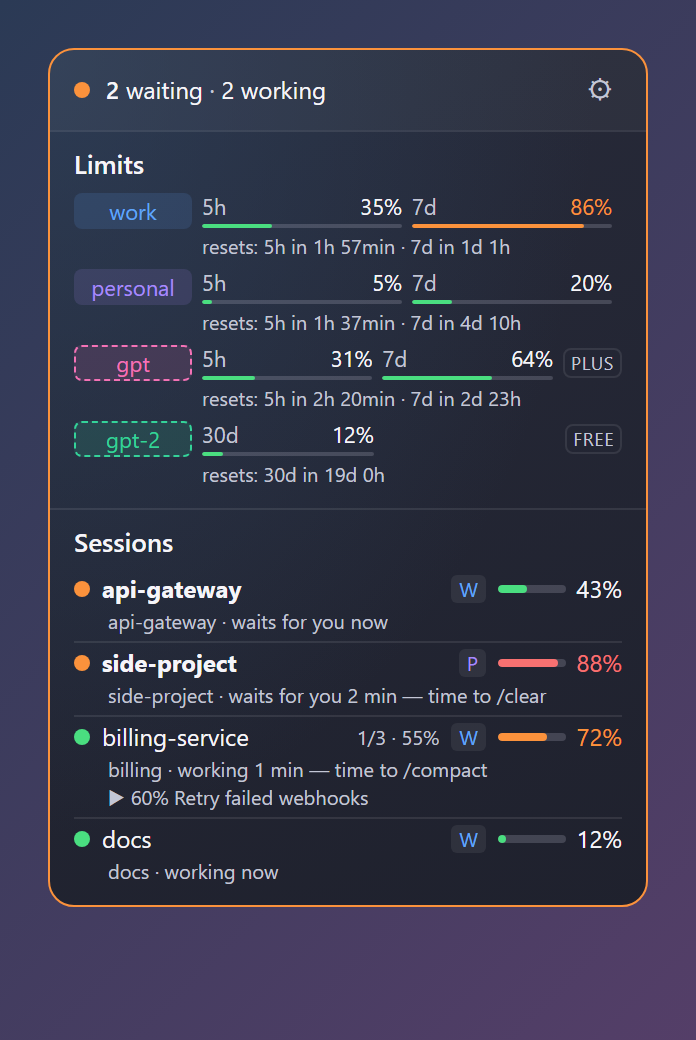 2 waiting · 2 working
Limits
work 5h 35% 7d 86%
resets: 5h in 1h 57min · 7d in 1d 1h
personal 5h 5% 7d 20%
resets: 5h in 1h 37min · 7d in 4d 10h
gpt 5h 31% 7d 64% PLUS
resets: 5h in 2h 20min · 7d in 2d 23h
gpt-2 30d 12% FREE
resets: 30d in 19d 0h
Sessions
api-gateway W 43%
api-gateway · waits for you now
side-project P 88%
side-project · waits for you 2 min — time to /clear
billing-service 1/3 · 55% W 72%
billing · working 1 min — time to /compact
▶ 60% Retry failed webhooks
docs W 12%
docs · working now